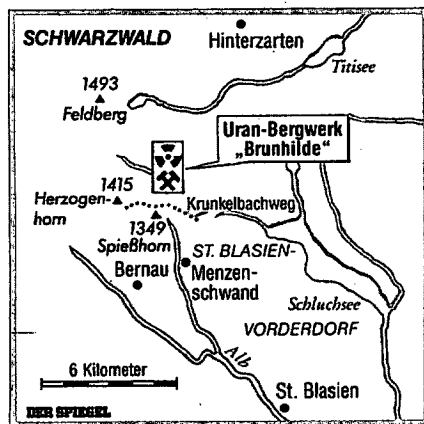 SCHWARZWALD
Hinterzarten
Titisee
1493
Feldberg
Uran-Bergwerk
„Brunhilde“
1415
Herzogen-
horn
Krunkelbachweg
1349
Spießhorn
ST. BLASIEN-
Menzen-
schwand
Bernau
Schluchsee
VORDERDORF
6 Kilometer
Alb
St. Blasien
DER SPIEGEL